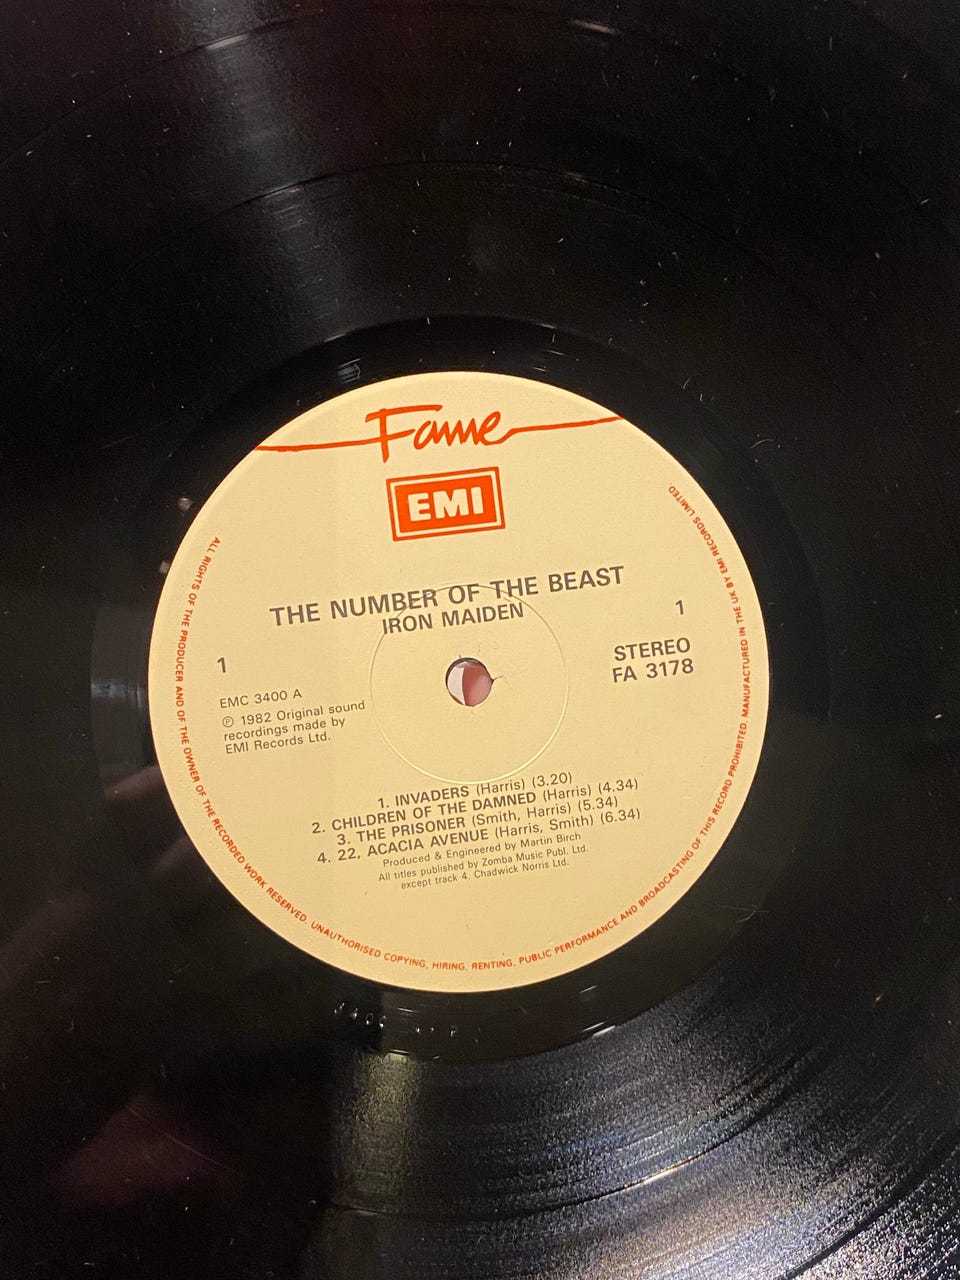 Fame
EMI
THE NUMBER OF THE BEAST
IRON MAIDEN
1
1
STEREO
FA 3178
EMC 3400 A
℗ 1982 Original sound
recordings made by
EMI Records Ltd.
1. INVADERS (Harris) (3.20)
2. CHILDREN OF THE DAMNED (Harris) (4.34)
3. THE PRISONER (Smith, Harris) (5.34)
4. 22, ACACIA AVENUE (Harris, Smith) (6.34)
Produced & Engineered by Martin Birch
All titles published by Zomba Music Publ. Ltd.
except track 4. Chadwick Norris Ltd.
ALL RIGHTS OF THE PRODUCER AND OF THE OWNER OF THE RECORDED WORK RESERVED. UNAUTHORISED COPYING, HIRING, RENTING, PUBLIC PERFORMANCE AND BROADCASTING OF THIS RECORD PROHIBITED. MANUFACTURED IN THE UK BY EMI RECORDS LIMITED